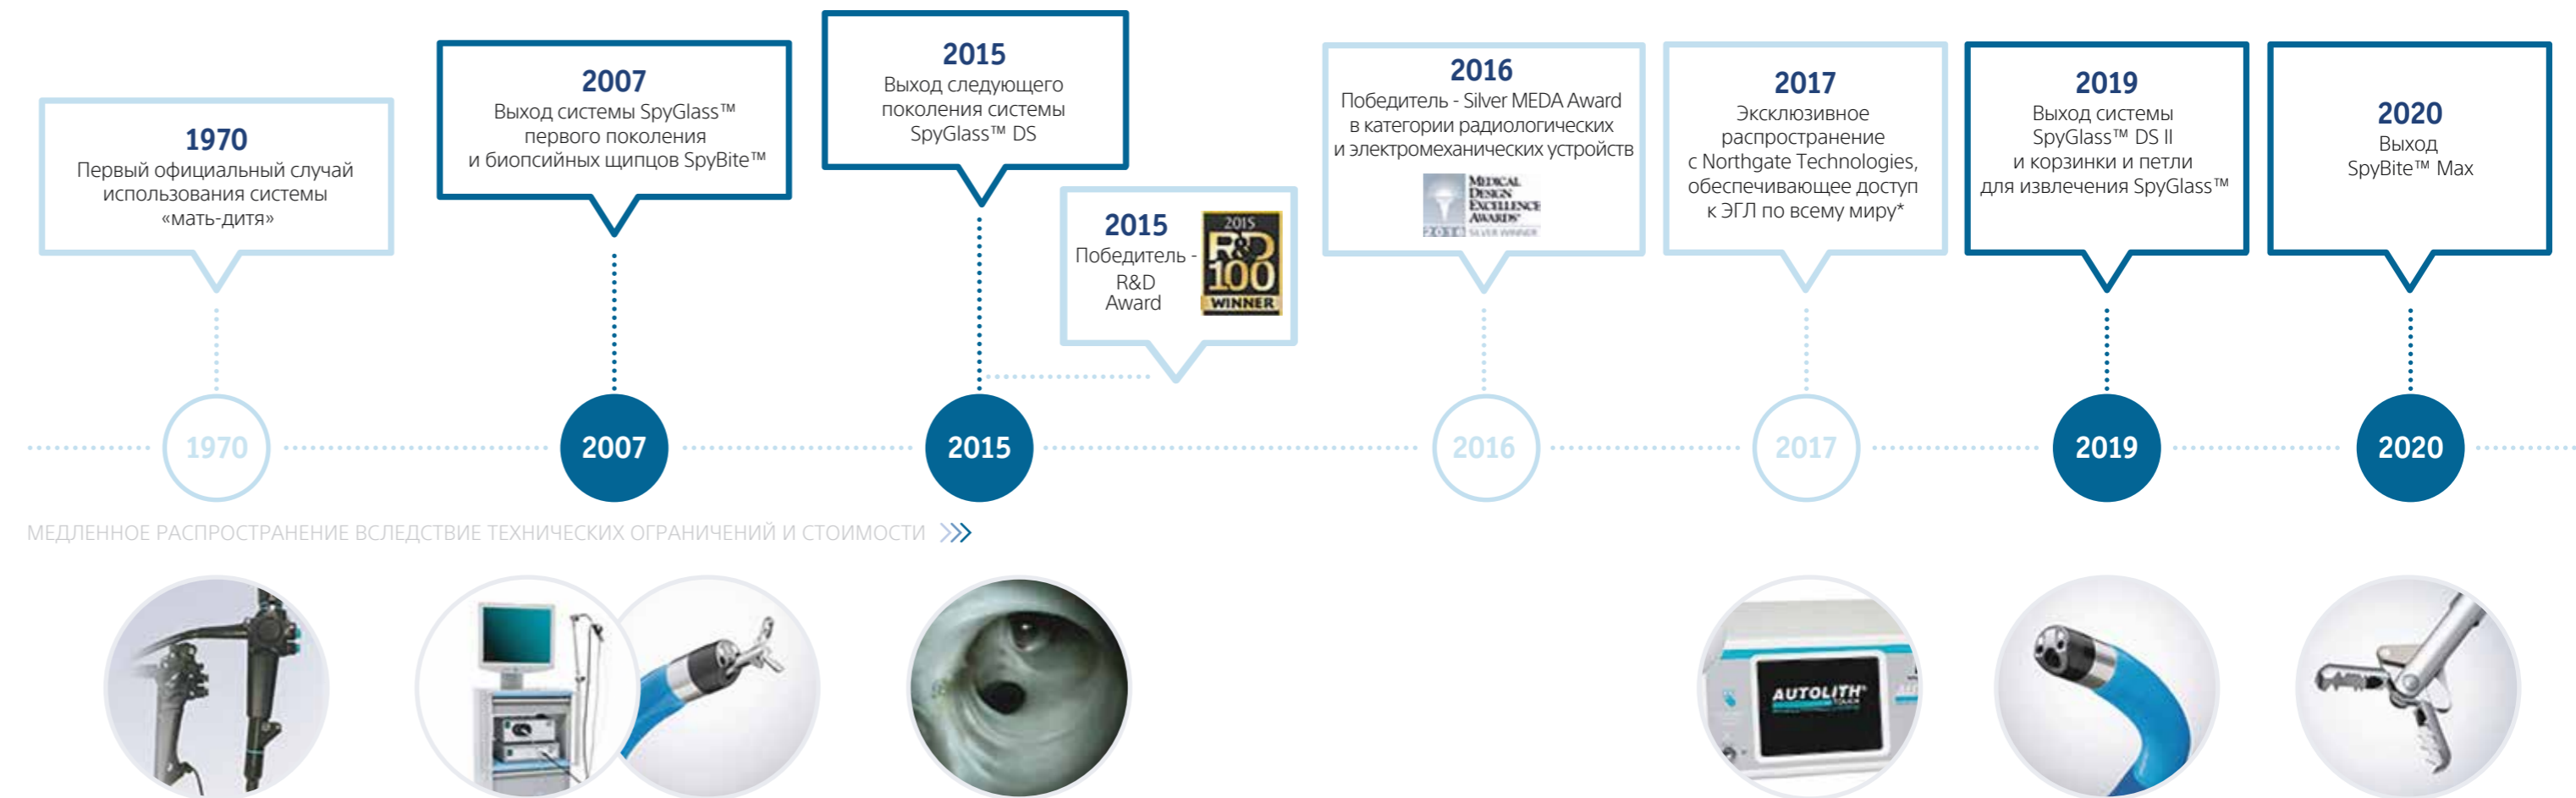 1970
Первый официальный случай
использования системы
«мать-дитя»
2007
Выход системы SpyGlass™
первого поколения
и биопсийных щипцов SpyBite™
2015
Выход следующего
поколения системы
SpyGlass™ DS
2015
Победитель -
R&D
Award
2015
R&D
100
WINNER
2016
Победитель - Silver MEDA Award
в категории радиологических
и электромеханических устройств
MEDICAL
DESIGN
EXCELLENCE
AWARDS
2016 SILVER WINNER
2017
Эксклюзивное
распространение
с Northgate Technologies,
обеспечивающее доступ
к ЭГЛ по всему миру*
2019
Выход системы
SpyGlass™ DS II
и корзинки и петли
для извлечения SpyGlass™
2020
Выход
SpyBite™ Max
1970
2007
2015
2016
2017
2019
2020
МЕДЛЕННОЕ РАСПРОСТРАНЕНИЕ ВСЛЕДСТВИЕ ТЕХНИЧЕСКИХ ОГРАНИЧЕНИЙ И СТОИМОСТИ
AUTOLITH
TOUCH